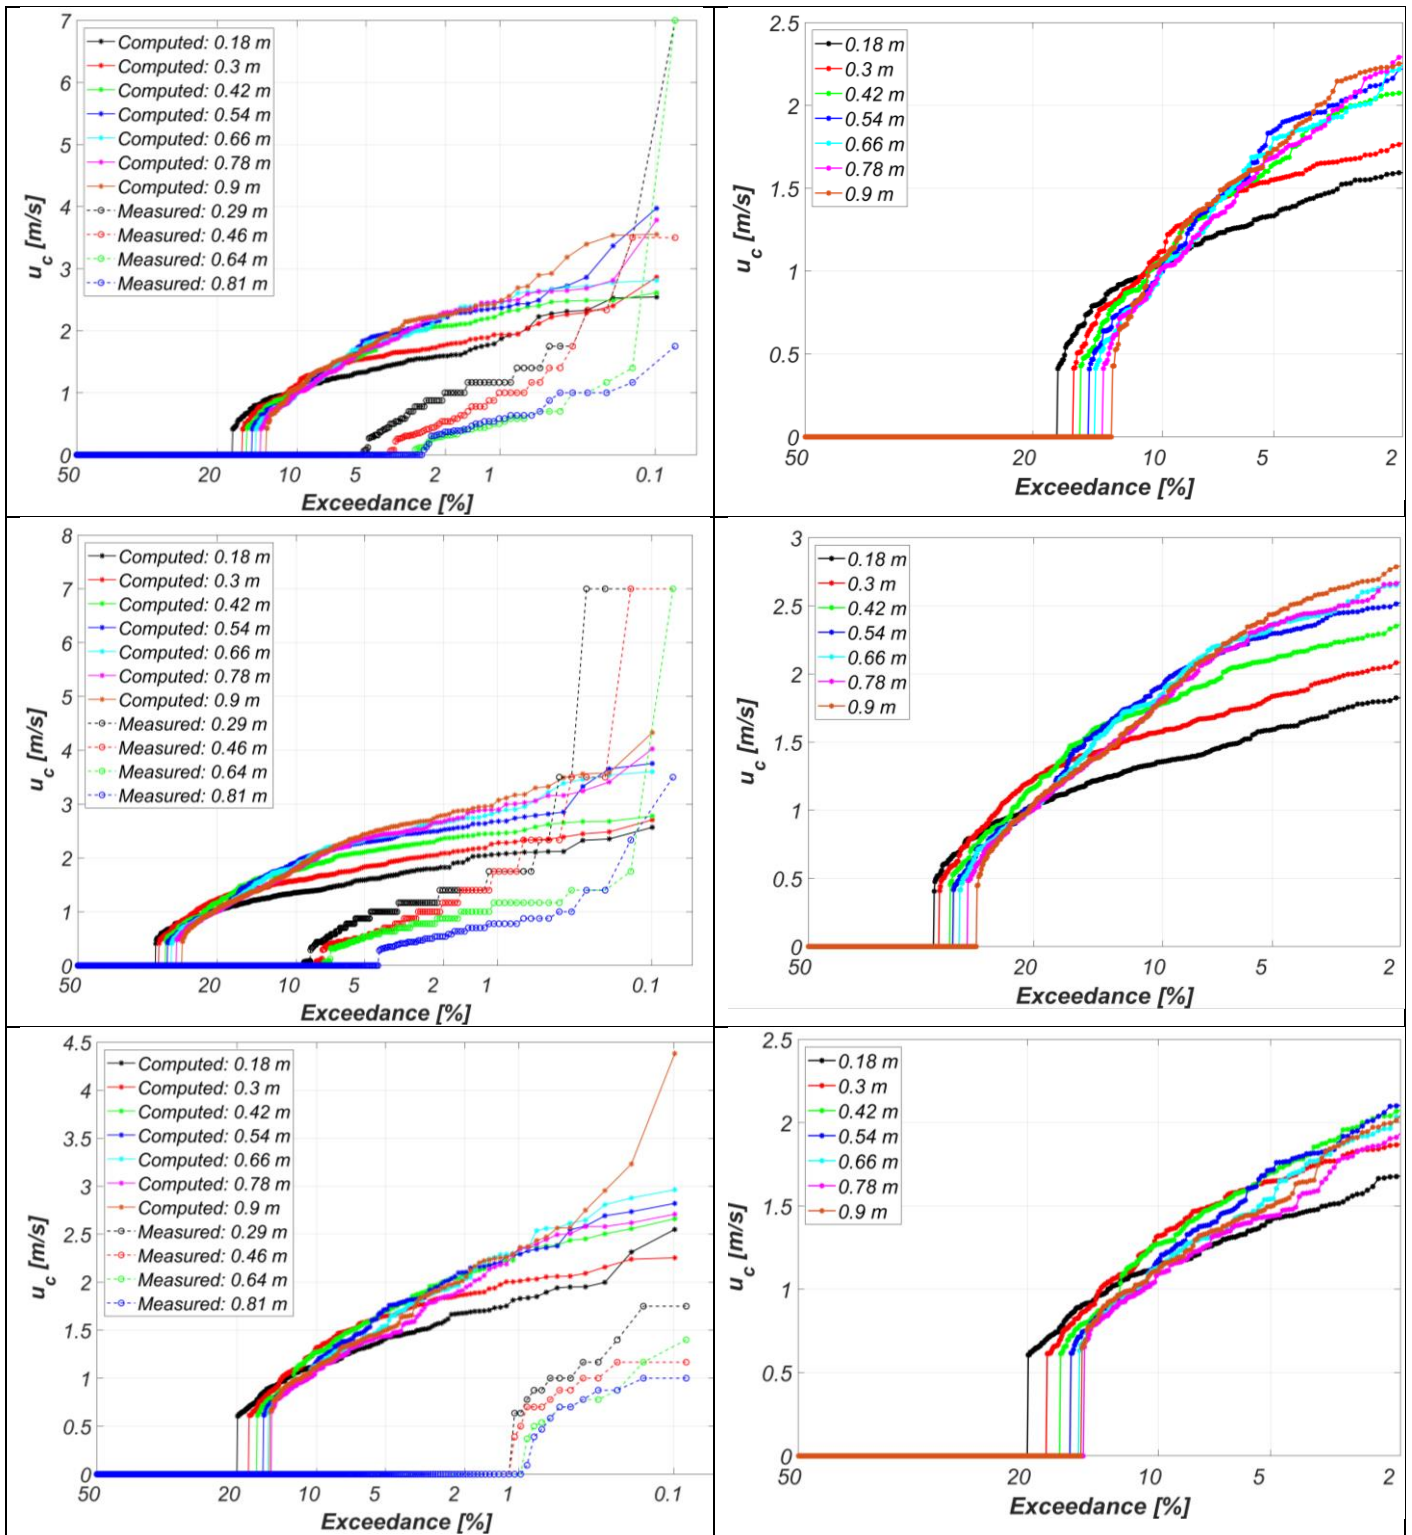 7
6
5
4
3
2
1
0
u_c [m/s]
Computed: 0.18 m
Computed: 0.3 m
Computed: 0.42 m
Computed: 0.54 m
Computed: 0.66 m
Computed: 0.78 m
Computed: 0.9 m
Measured: 0.29 m
Measured: 0.46 m
Measured: 0.64 m
Measured: 0.81 m
50 20 10 5 2 1 0.1
Exceedance [%]
2.5
2
1.5
1
0.5
0
u_c [m/s]
0.18 m
0.3 m
0.42 m
0.54 m
0.66 m
0.78 m
0.9 m
50 20 10 5 2
Exceedance [%]
8
7
6
5
4
3
2
1
0
u_c [m/s]
Computed: 0.18 m
Computed: 0.3 m
Computed: 0.42 m
Computed: 0.54 m
Computed: 0.66 m
Computed: 0.78 m
Computed: 0.9 m
Measured: 0.29 m
Measured: 0.46 m
Measured: 0.64 m
Measured: 0.81 m
50 20 10 5 2 1 0.1
Exceedance [%]
3
2.5
2
1.5
1
0.5
0
u_c [m/s]
0.18 m
0.3 m
0.42 m
0.54 m
0.66 m
0.78 m
0.9 m
50 20 10 5 2
Exceedance [%]
4.5
4
3.5
3
2.5
2
1.5
1
0.5
0
u_c [m/s]
Computed: 0.18 m
Computed: 0.3 m
Computed: 0.42 m
Computed: 0.54 m
Computed: 0.66 m
Computed: 0.78 m
Computed: 0.9 m
Measured: 0.29 m
Measured: 0.46 m
Measured: 0.64 m
Measured: 0.81 m
50 20 10 5 2 1 0.1
Exceedance [%]
2.5
2
1.5
1
0.5
0
u_c [m/s]
0.18 m
0.3 m
0.42 m
0.54 m
0.66 m
0.78 m
0.9 m
50 20 10 5 2
Exceedance [%]